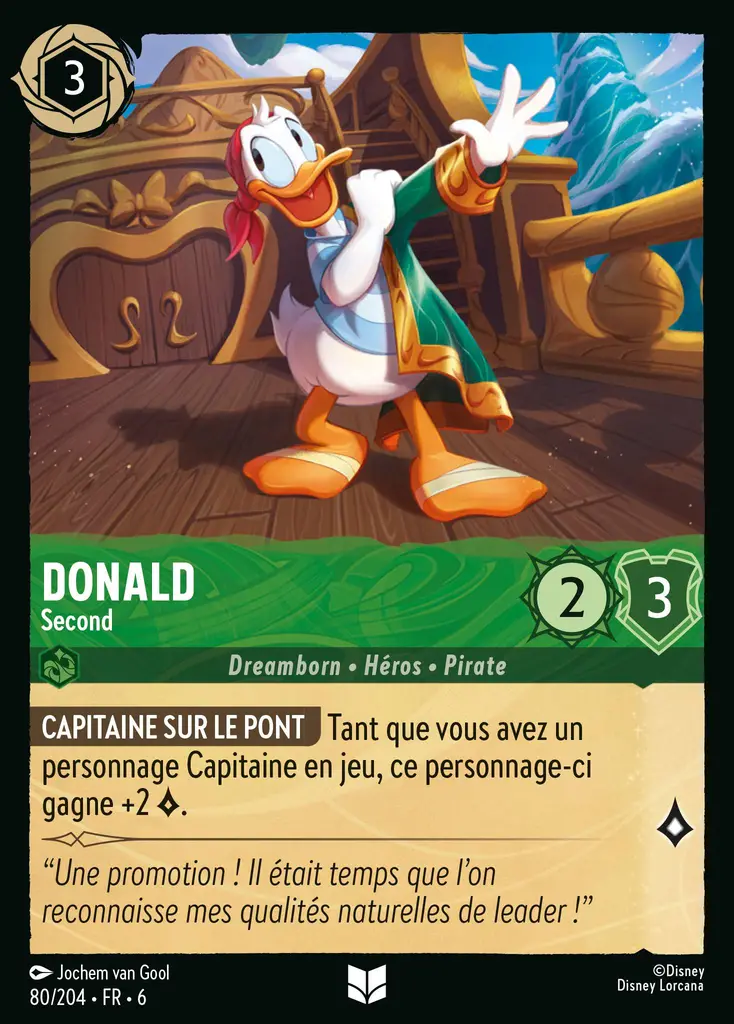 3
DONALD
Second
2
3
Dreamborn • Héros • Pirate
CAPITAINE SUR LE PONT Tant que vous avez un
personnage Capitaine en jeu, ce personnage-ci
gagne +2 .
“Une promotion ! Il était temps que l’on
reconnaisse mes qualités naturelles de leader !”
Jochem van Gool
80/204 • FR • 6
©Disney
Disney Lorcana